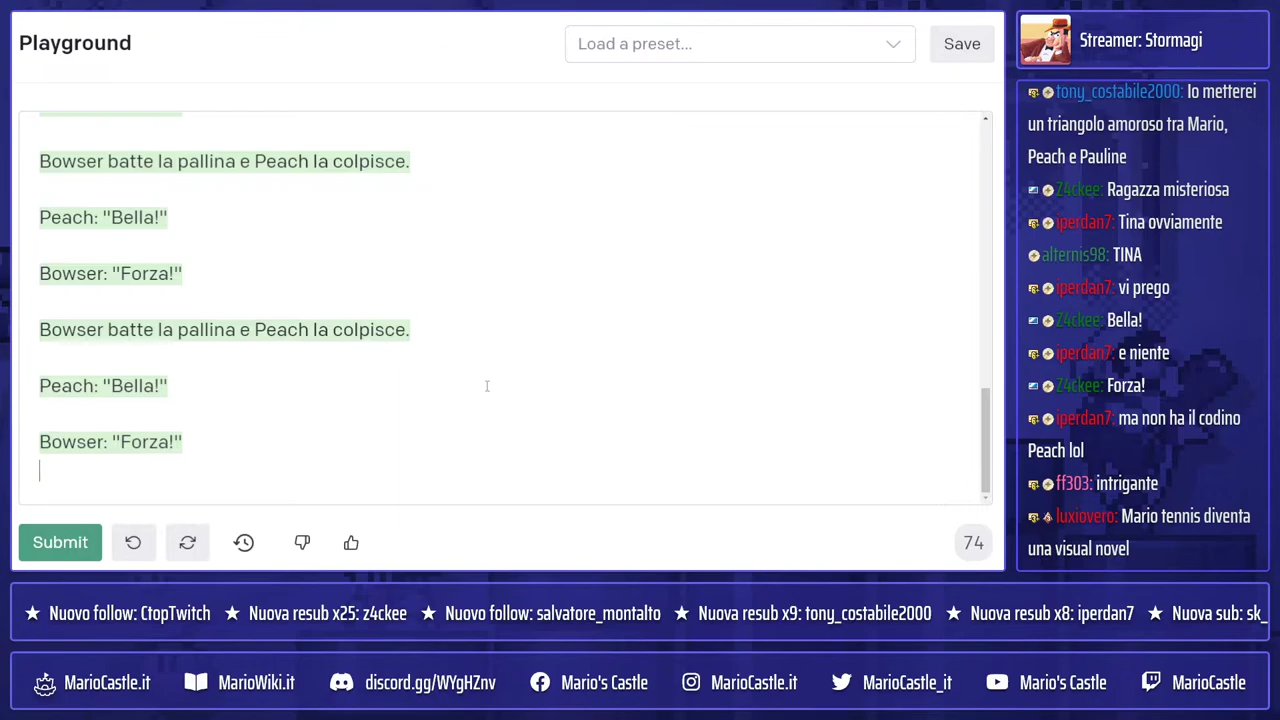 Playground
Load a preset...
Save
Bowser batte la pallina e Peach la colpisce.
Peach: "Bella!"
Bowser: "Forza!"
Bowser batte la pallina e Peach la colpisce.
Peach: "Bella!"
Bowser: "Forza!"
Submit
74
Streamer: Stormagi
tony_costabile2000: Io metterei
un triangolo amoroso tra Mario,
Peach e Pauline
Z4ckee: Ragazza misteriosa
iperdan7: Tina ovviamente
alternis98: TINA
iperdan7: vi prego
Z4ckee: Bella!
iperdan7: e niente
Z4ckee: Forza!
iperdan7: ma non ha il codino
Peach lol
ff303: intrigante
luxiovero: Mario tennis diventa
una visual novel
★ Nuovo follow: CtopTwitch ★ Nuova resub x25: z4ckee ★ Nuovo follow: salvatore_montalto ★ Nuova resub x9: tony_costabile2000 ★ Nuova resub x8: iperdan7 ★ Nuova sub: sk_
MarioCastle.it MarioWiki.it discord.gg/WYgHZnv Mario's Castle MarioCastle.it MarioCastle_it Mario's Castle MarioCastle